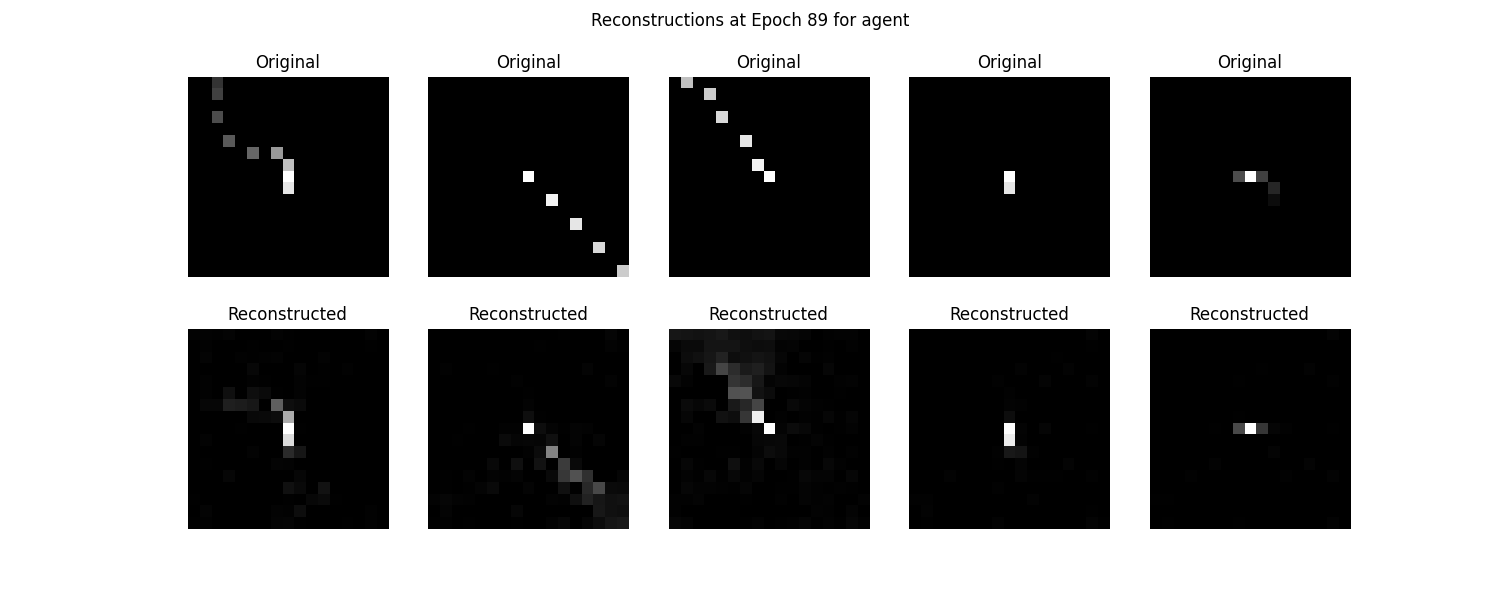 Reconstructions at Epoch 89 for agent
Original Original Original Original Original
Reconstructed Reconstructed Reconstructed Reconstructed Reconstructed